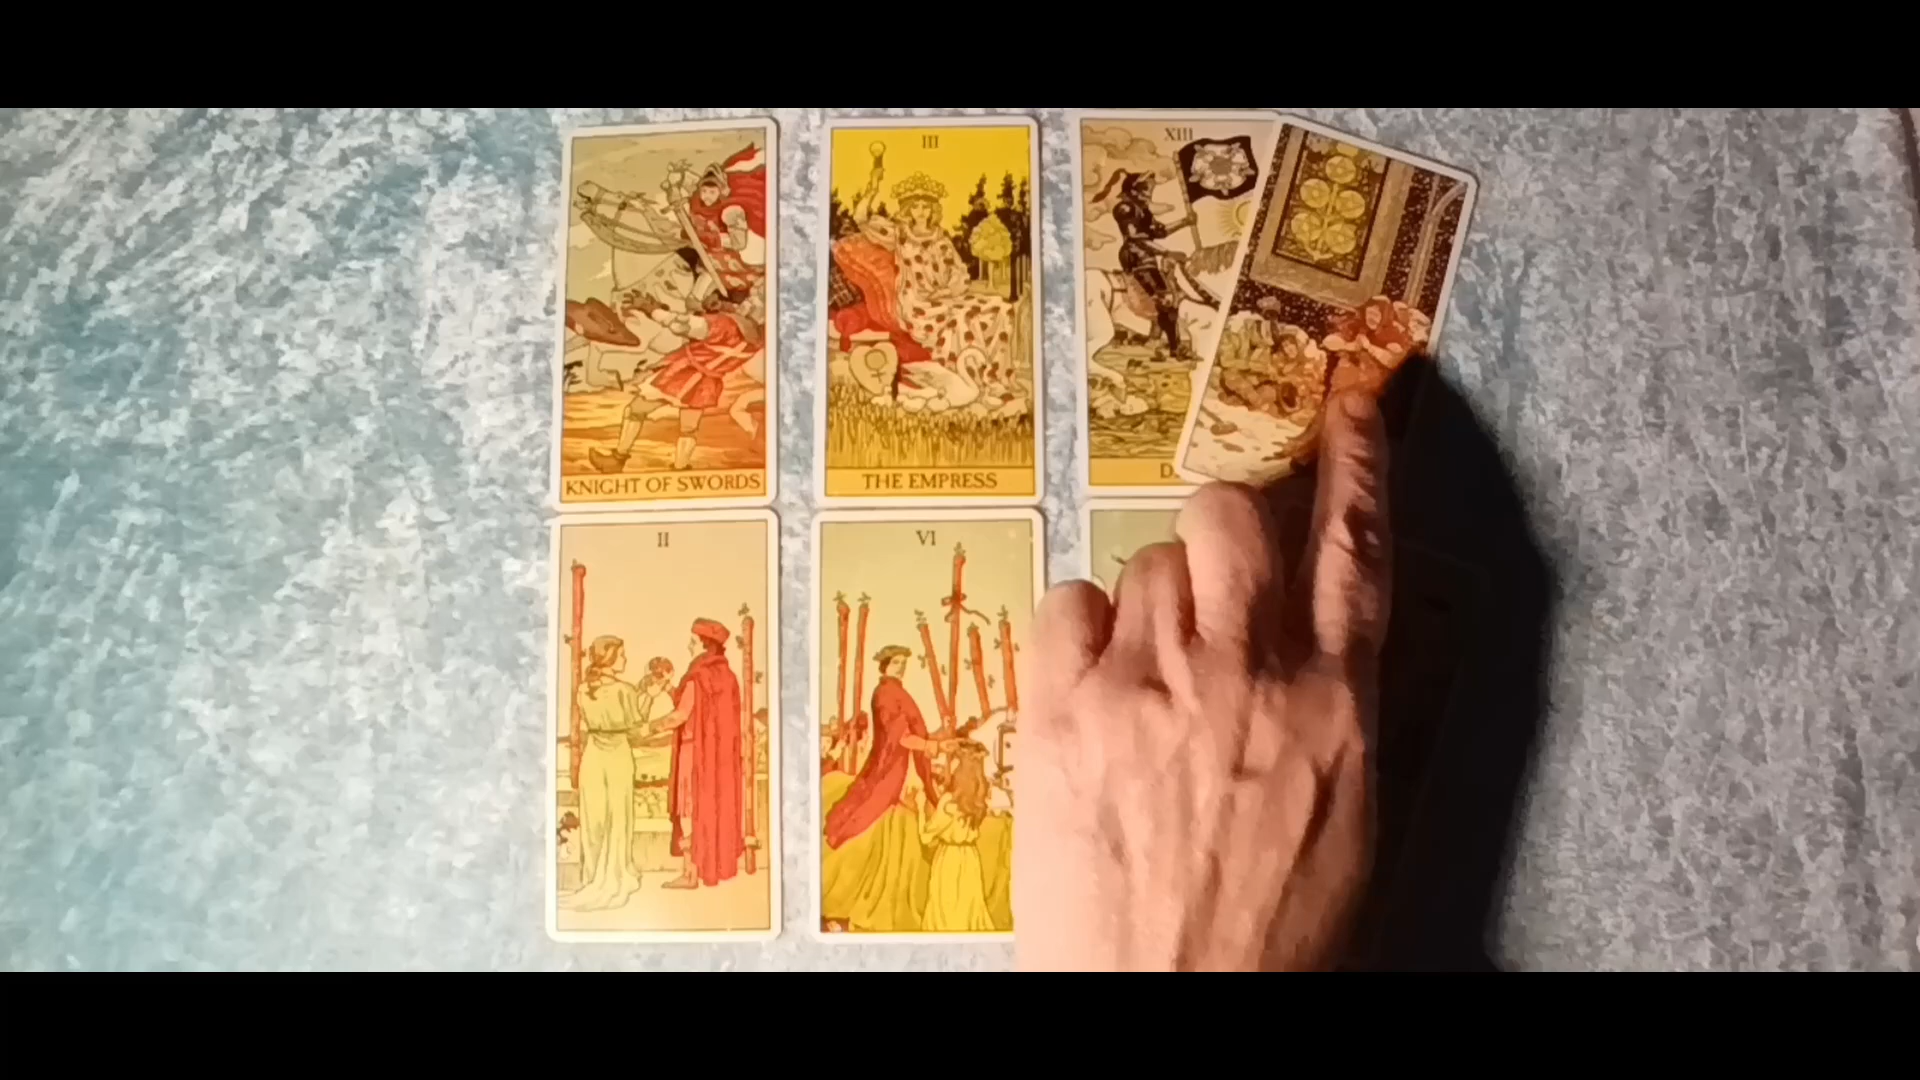 KNIGHT OF SWORDS
III
THE EMPRESS
XIII
D
II
VI